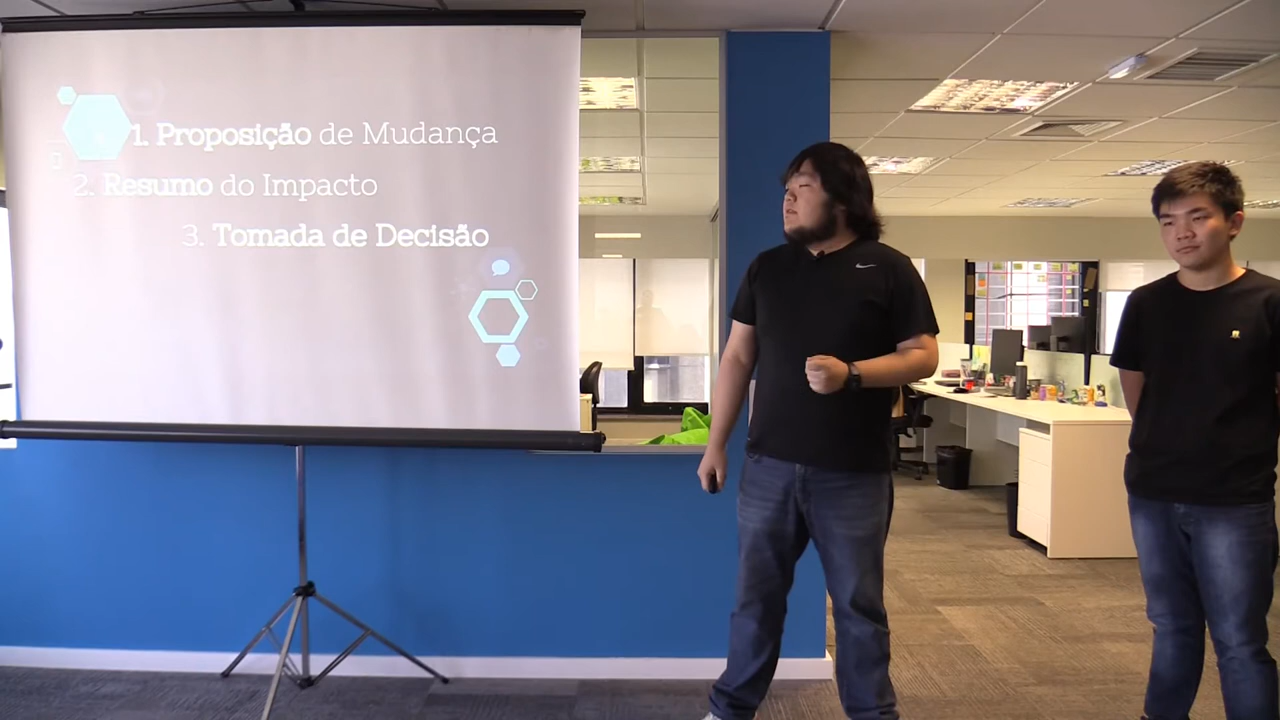 1. Proposição de Mudança
2. Resumo do Impacto
3. Tomada de Decisão